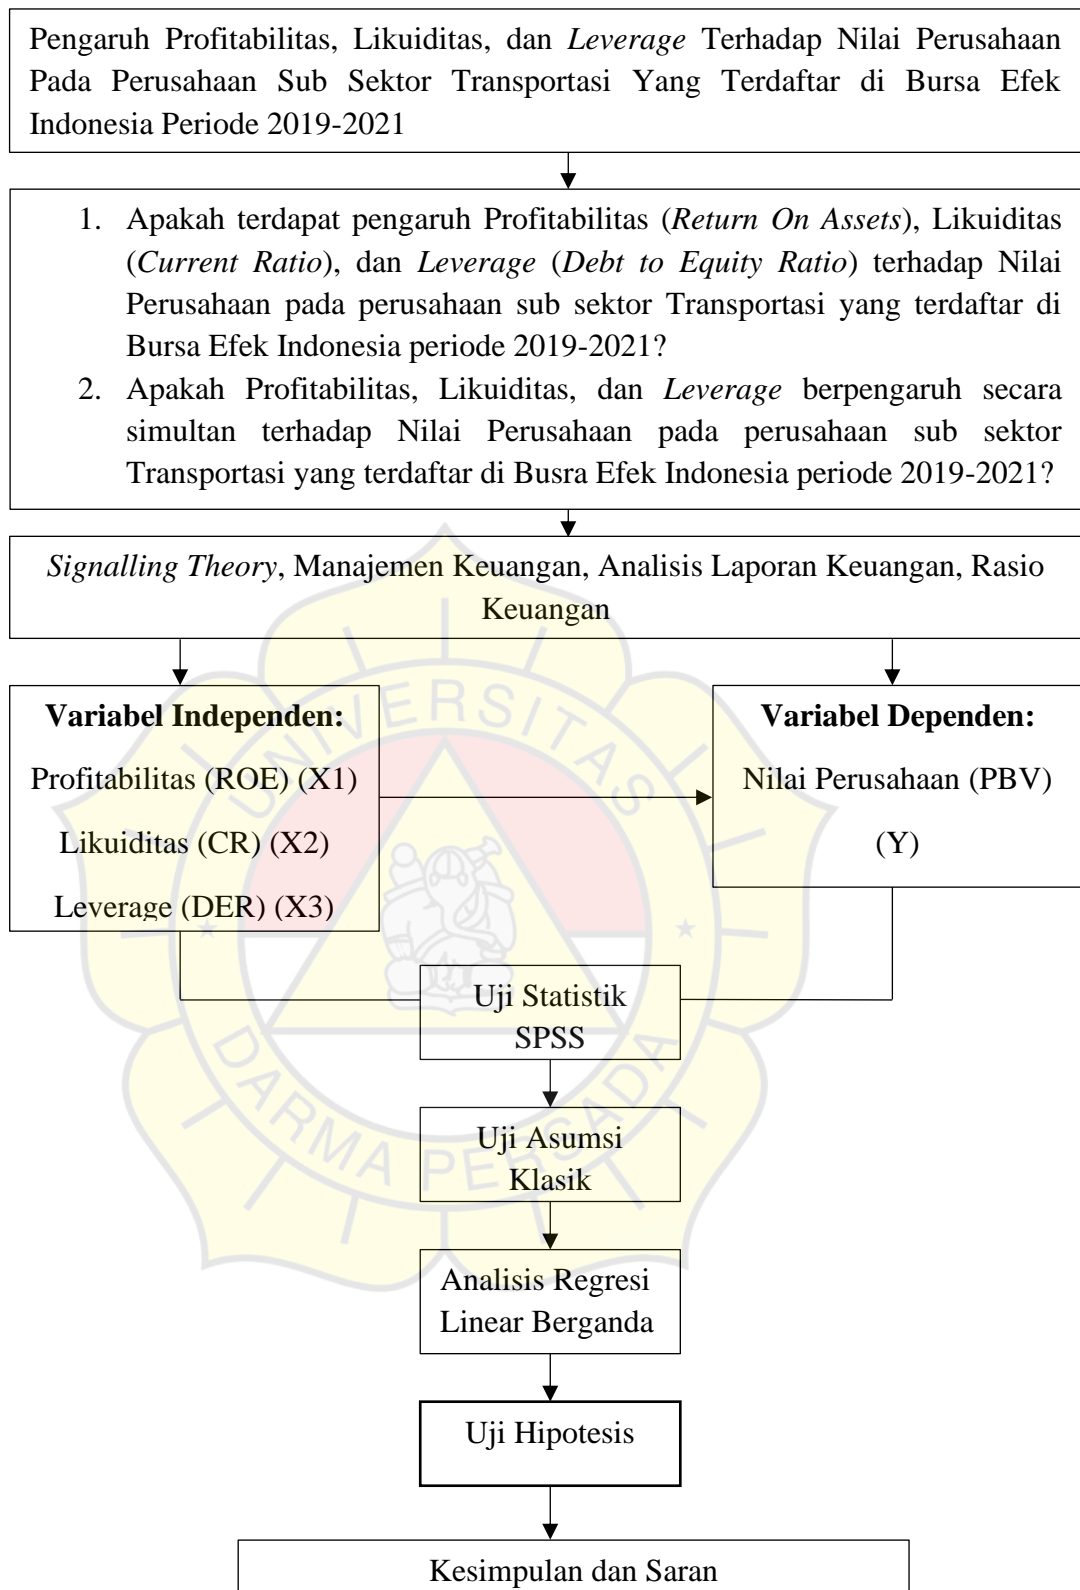 Pengaruh Profitabilitas, Likuiditas, dan Leverage Terhadap Nilai Perusahaan
Pada Perusahaan Sub Sektor Transportasi Yang Terdaftar di Bursa Efek
Indonesia Periode 2019-2021
1. Apakah terdapat pengaruh Profitabilitas (Return On Assets), Likuiditas
(Current Ratio), dan Leverage (Debt to Equity Ratio) terhadap Nilai
Perusahaan pada perusahaan sub sektor Transportasi yang terdaftar di
Bursa Efek Indonesia periode 2019-2021?
2. Apakah Profitabilitas, Likuiditas, dan Leverage berpengaruh secara
simultan terhadap Nilai Perusahaan pada perusahaan sub sektor
Transportasi yang terdaftar di Busra Efek Indonesia periode 2019-2021?
Signalling Theory, Manajemen Keuangan, Analisis Laporan Keuangan, Rasio
Keuangan
Variabel Independen:
Profitabilitas (ROE) (X1)
Likuiditas (CR) (X2)
Leverage (DER) (X3)
Variabel Dependen:
Nilai Perusahaan (PBV)
(Y)
UNIVERSITAS
DARMA PERSADA
Uji Statistik
SPSS
Uji Asumsi
Klasik
Analisis Regresi
Linear Berganda
Uji Hipotesis
Kesimpulan dan Saran